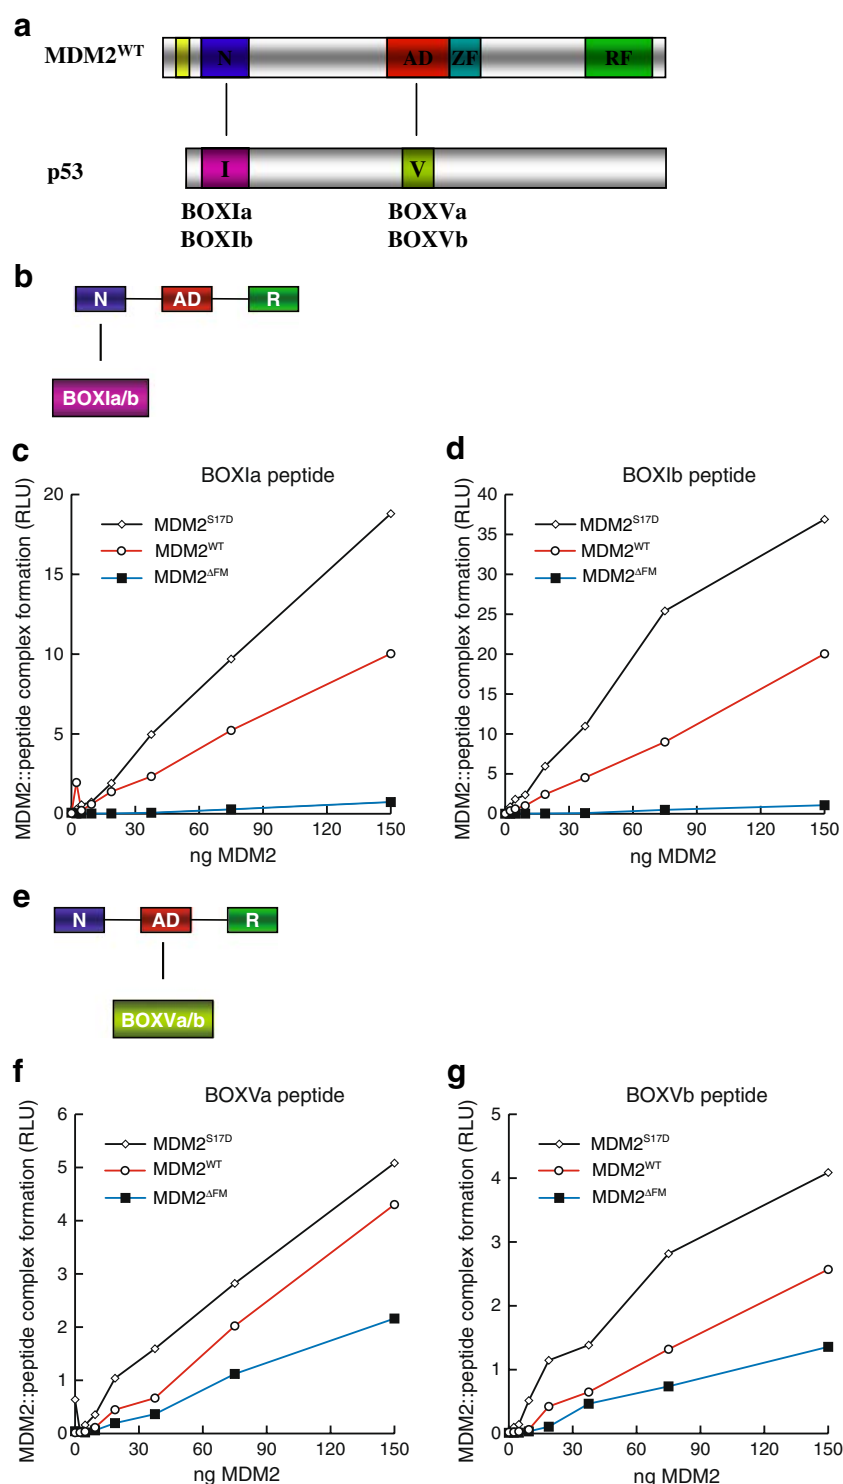 a
MDM2WT
N
AD
ZF
RF
p53
I
V
BOXIa
BOXIb
BOXVa
BOXVb
b
N
AD
R
BOXIa/b
c
BOXIa peptide
MDM2::peptide complex formation (RLU)
20
15
10
5
0
MDM2S17D
MDM2WT
MDM2ΔFM
0
30
60
90
120
150
ng MDM2
d
BOXIb peptide
MDM2::peptide complex formation (RLU)
40
35
30
25
20
15
10
5
0
MDM2S17D
MDM2WT
MDM2ΔFM
0
30
60
90
120
150
ng MDM2
e
N
AD
R
BOXVa/b
f
BOXVa peptide
MDM2::peptide complex formation (RLU)
6
5
4
3
2
1
0
MDM2S17D
MDM2WT
MDM2ΔFM
0
30
60
90
120
150
ng MDM2
g
BOXVb peptide
MDM2::peptide complex formation (RLU)
5
4
3
2
1
0
MDM2S17D
MDM2WT
MDM2ΔFM
0
30
60
90
120
150
ng MDM2